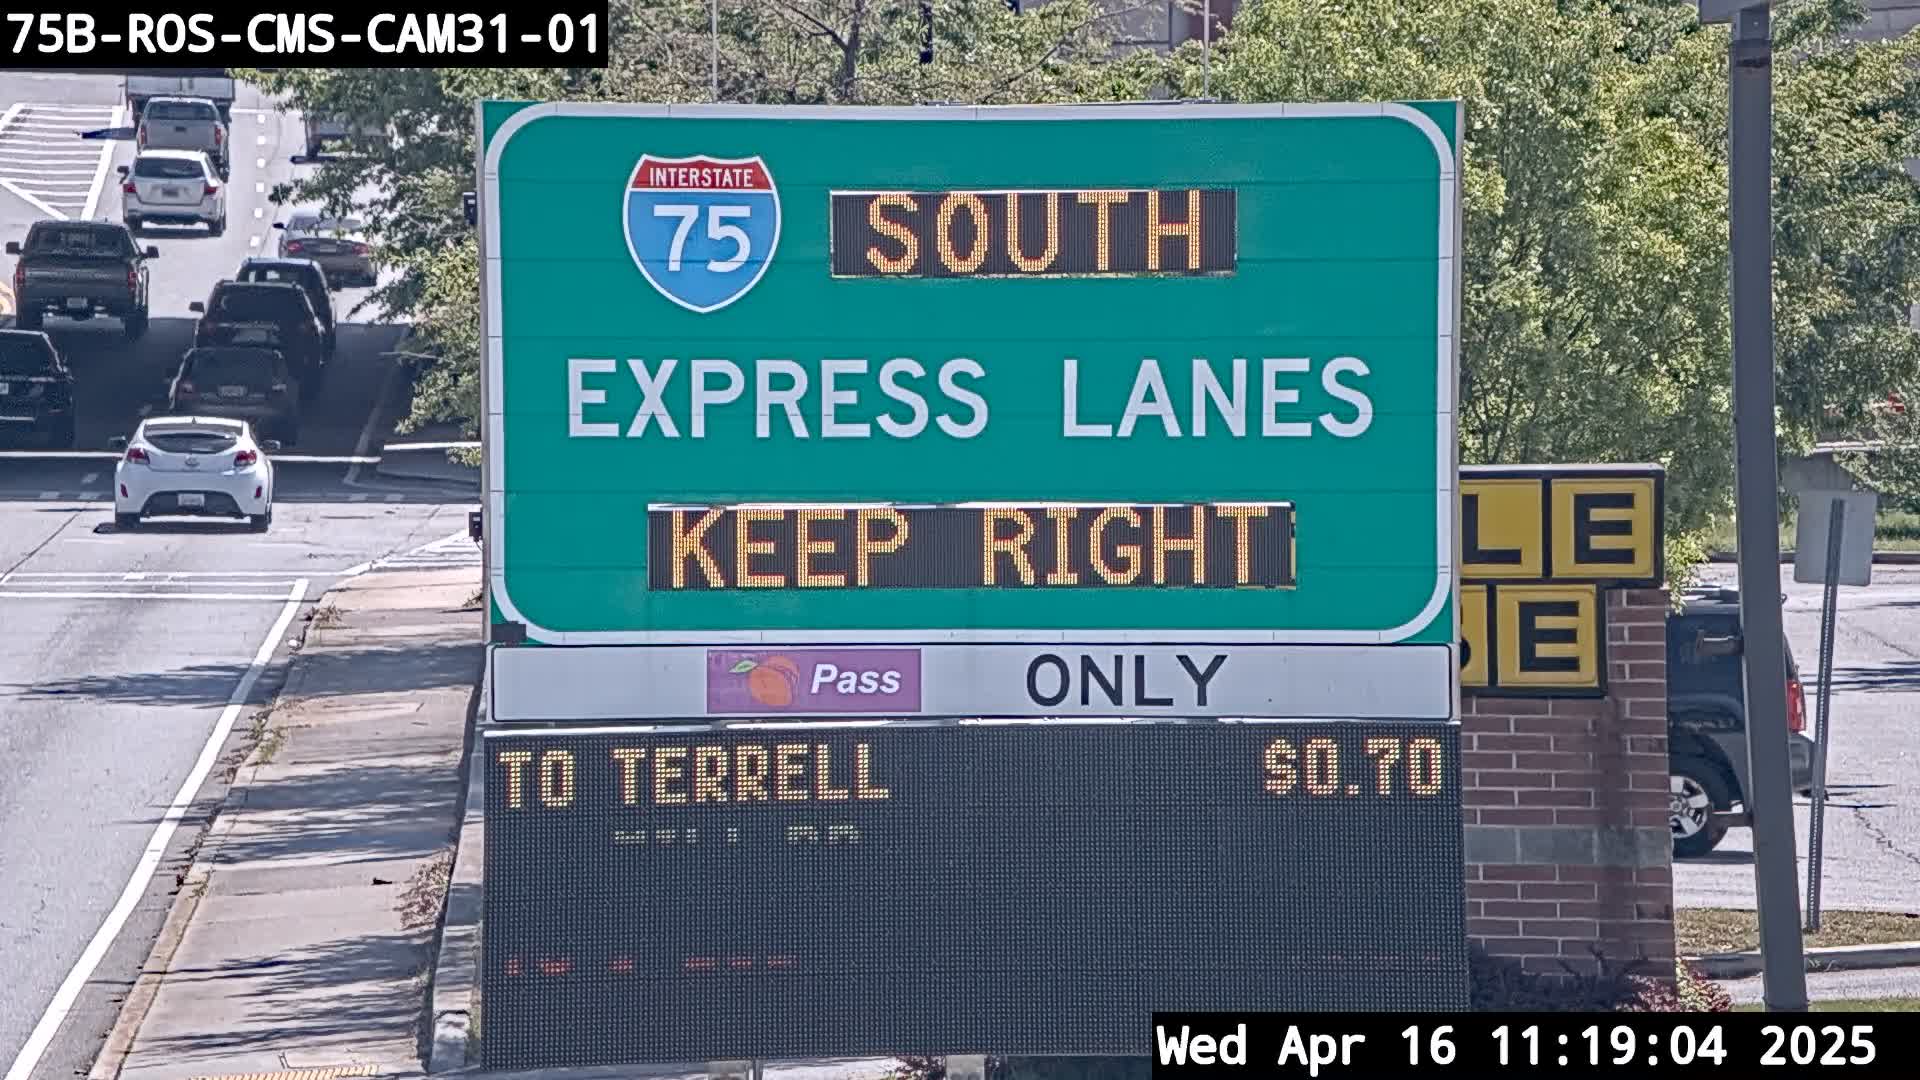 75B-ROS-CMS-CAM31-01
INTERSTATE
75
SOUTH
EXPRESS LANES
KEEP RIGHT
LE
E
Pass ONLY
TO TERRELL $0.70
Wed Apr 16 11:19:04 2025